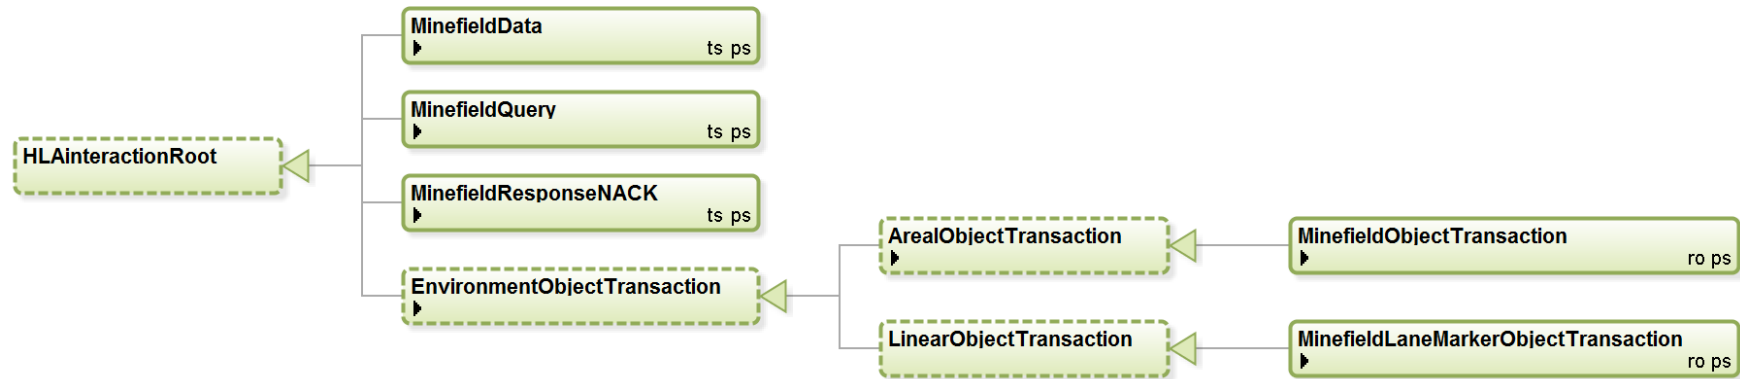 MinefieldData
ts ps
MinefieldQuery
ts ps
HLAinteractionRoot
MinefieldResponseNACK
ts ps
ArealObjectTransaction
MinefieldObjectTransaction
ro ps
EnvironmentObjectTransaction
LinearObjectTransaction
MinefieldLaneMarkerObjectTransaction
ro ps